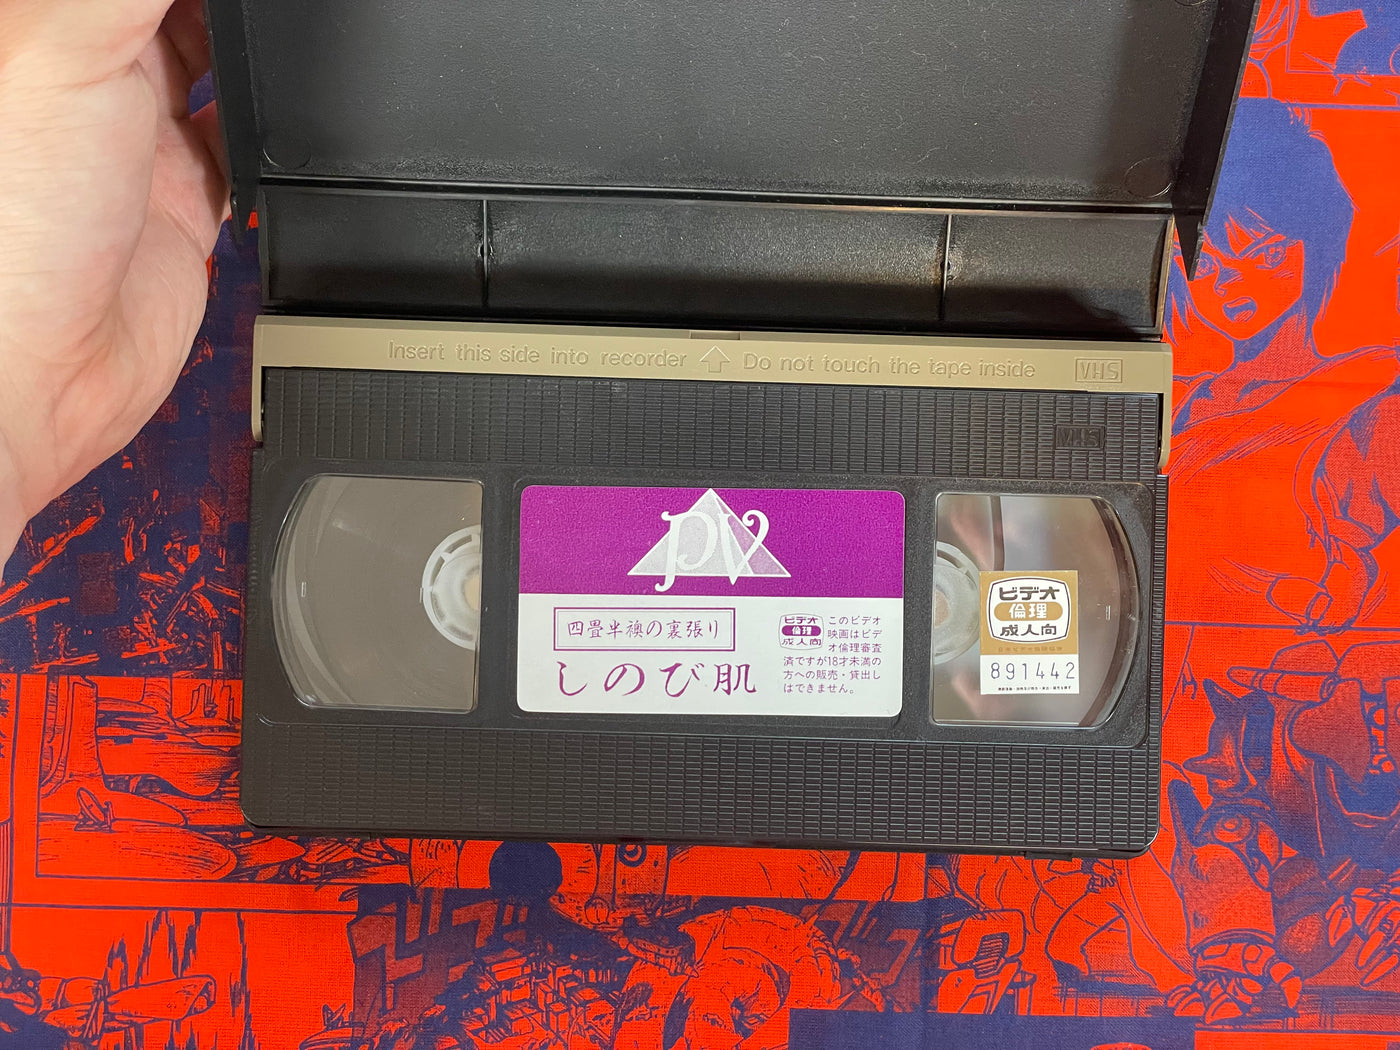 Insert this side into recorder Do not touch the tape inside VHS
VHS
PV
四畳半襖の裏張り
しのび肌
ビデオ
倫理
成人向
このビデオ
映画はビデ
オ倫理審査
済ですが18才未満の
方への販売・貸出し
はできません。
ビデオ
倫理
成人向
891442